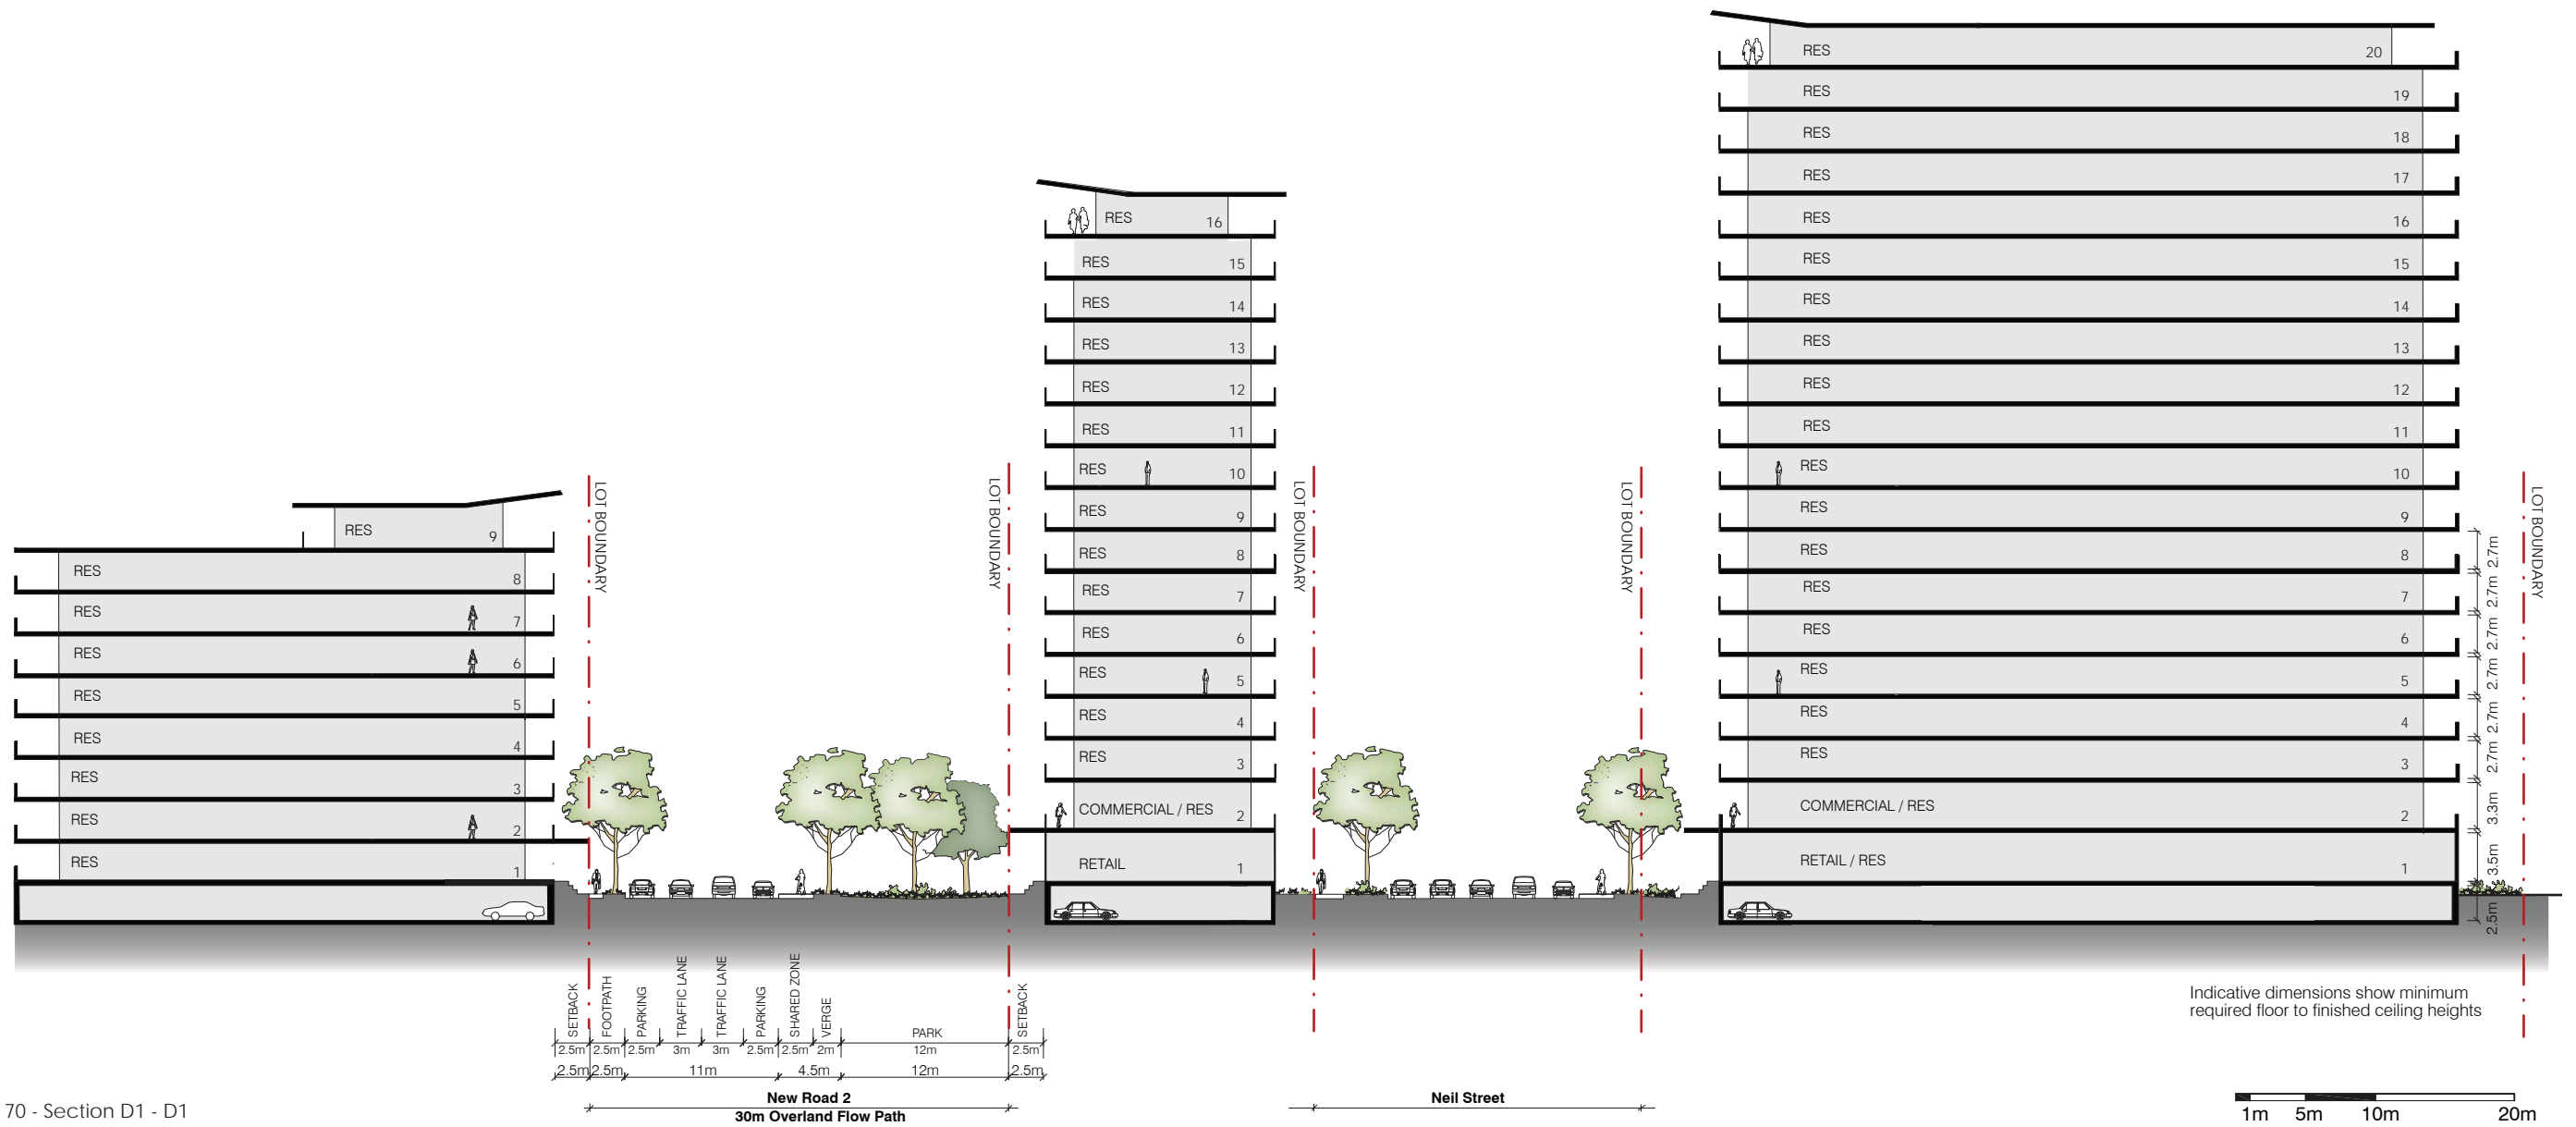 RES 9
RES 8
RES 7
RES 6
RES 5
RES 4
RES 3
RES 2
RES 1
LOT BOUNDARY
LOT BOUNDARY
RES 16
RES 15
RES 14
RES 13
RES 12
RES 11
RES 10
RES 9
RES 8
RES 7
RES 6
RES 5
RES 4
RES 3
COMMERCIAL / RES 2
RETAIL 1
LOT BOUNDARY
LOT BOUNDARY
RES 20
RES 19
RES 18
RES 17
RES 16
RES 15
RES 14
RES 13
RES 12
RES 11
RES 10
RES 9
RES 8
RES 7
RES 6
RES 5
RES 4
RES 3
COMMERCIAL / RES 2
RETAIL / RES 1
2.7m
2.7m
2.7m
2.7m
2.7m
2.7m
3.3m
3.5m
2.5m
LOT BOUNDARY
SETBACK
FOOTPATH
PARKING
TRAFFIC LANE
TRAFFIC LANE
PARKING
SHARED ZONE
VERGE
PARK
SETBACK
2.5m 2.5m 2.5m 3m 3m 2.5m 2.5m 2m 12m 2.5m
2.5m 2.5m 11m 4.5m 12m 2.5m
New Road 2
30m Overland Flow Path
Neil Street
Indicative dimensions show minimum
required floor to finished ceiling heights
70 - Section D1 - D1
1m 5m 10m 20m